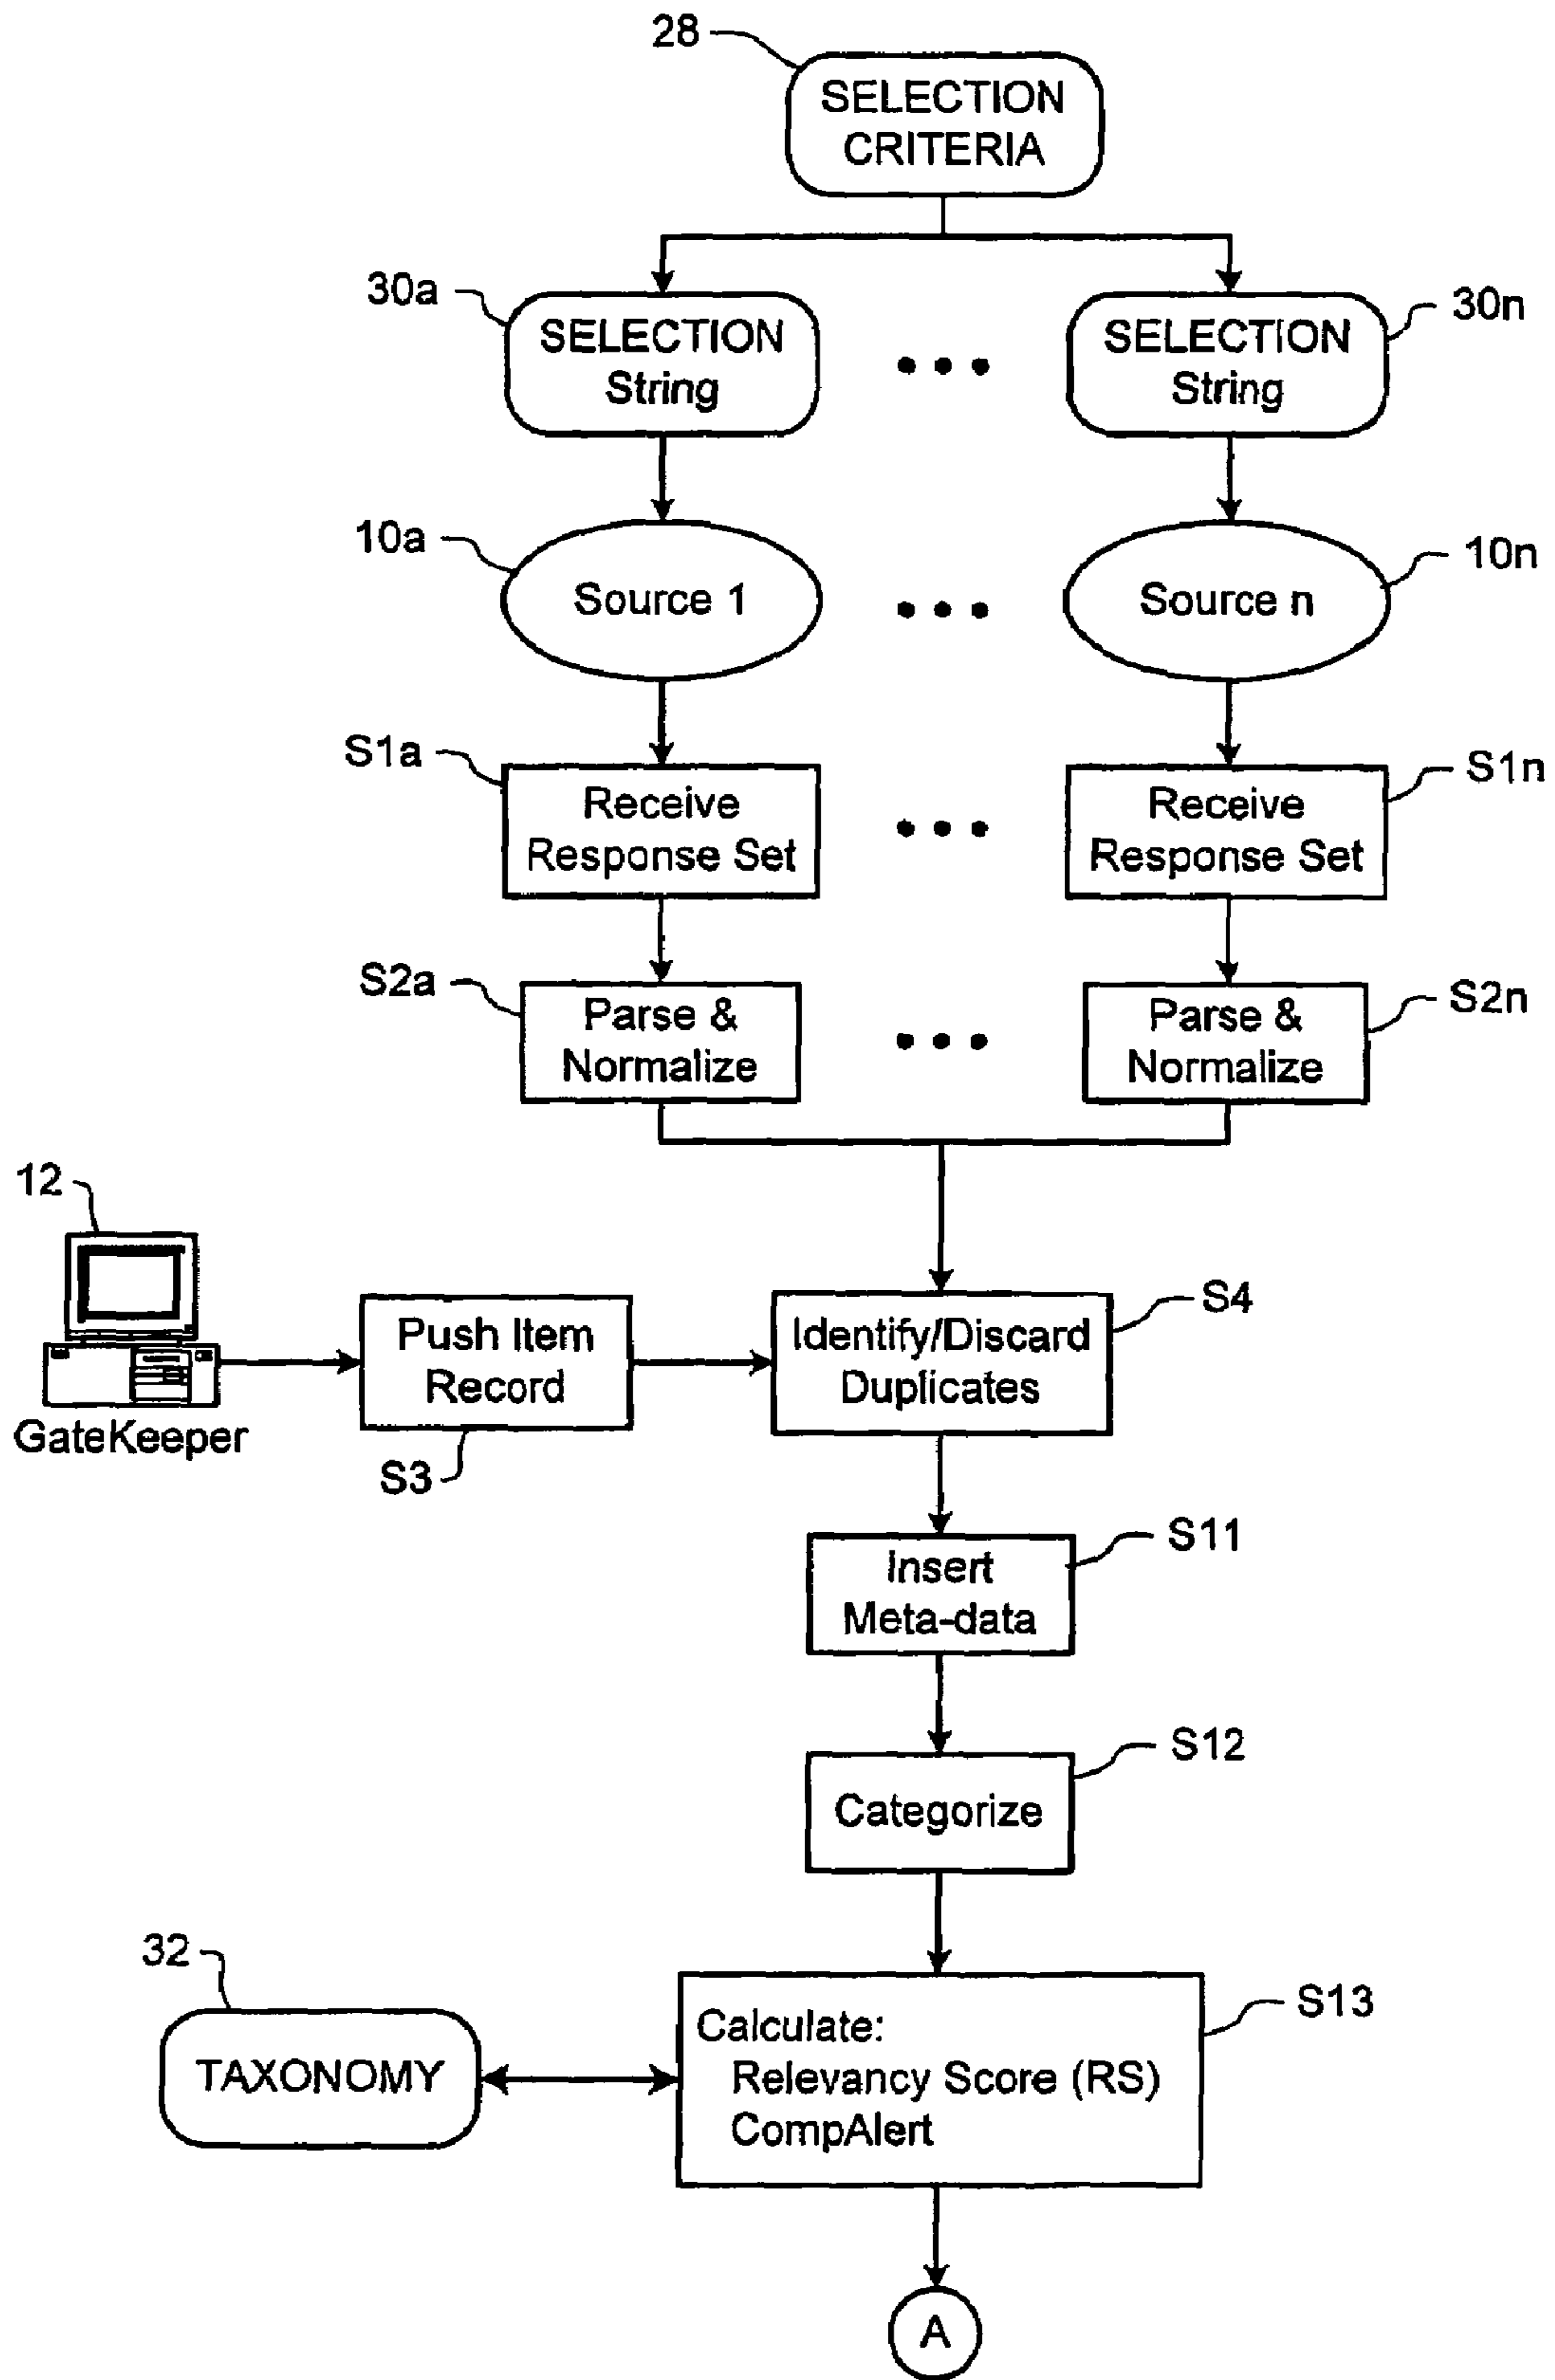 28
SELECTION
CRITERIA
30a
SELECTION
String
30n
SELECTION
String
10a
Source 1
10n
Source n
S1a
Receive
Response Set
S1n
Receive
Response Set
S2a
Parse &
Normalize
S2n
Parse &
Normalize
12
GateKeeper
Push Item
Record
S3
S4
Identify/Discard
Duplicates
S11
Insert
Meta-data
S12
Categorize
32
TAXONOMY
S13
Calculate:
Relevancy Score (RS)
CompAlert
A